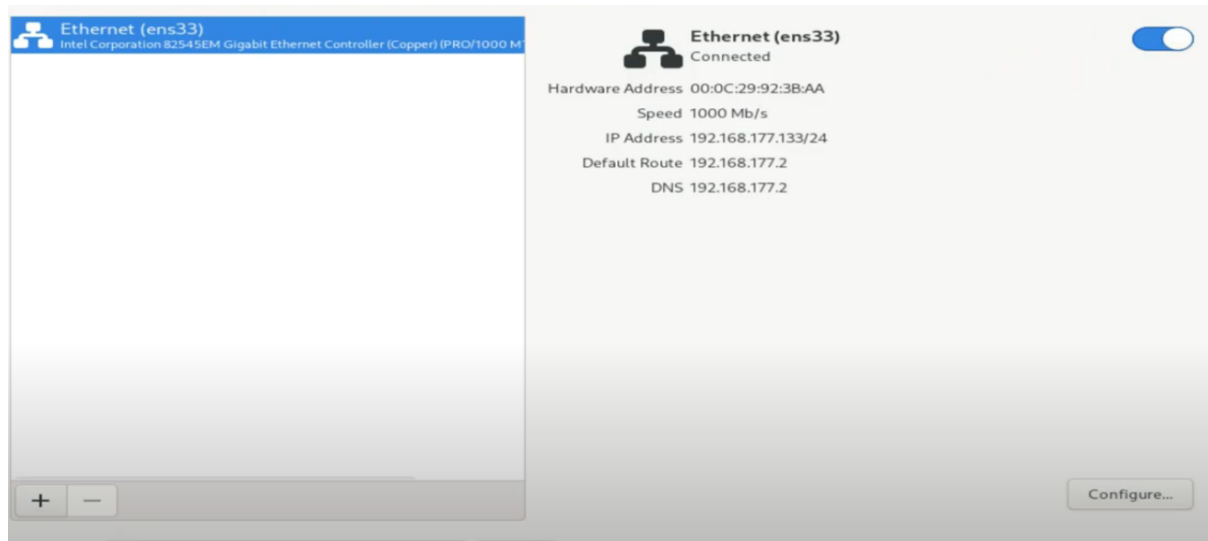 Ethernet (ens33)
Intel Corporation 82545EM Gigabit Ethernet Controller (Copper) (PRO/1000 M
Ethernet (ens33)
Connected
Hardware Address 00:0C:29:92:3B:AA
Speed 1000 Mb/s
IP Address 192.168.177.133/24
Default Route 192.168.177.2
DNS 192.168.177.2
+ −
Configure...